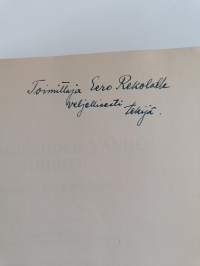 Toimittaja Eero Rekolalle
veljellisesti
tekijä.